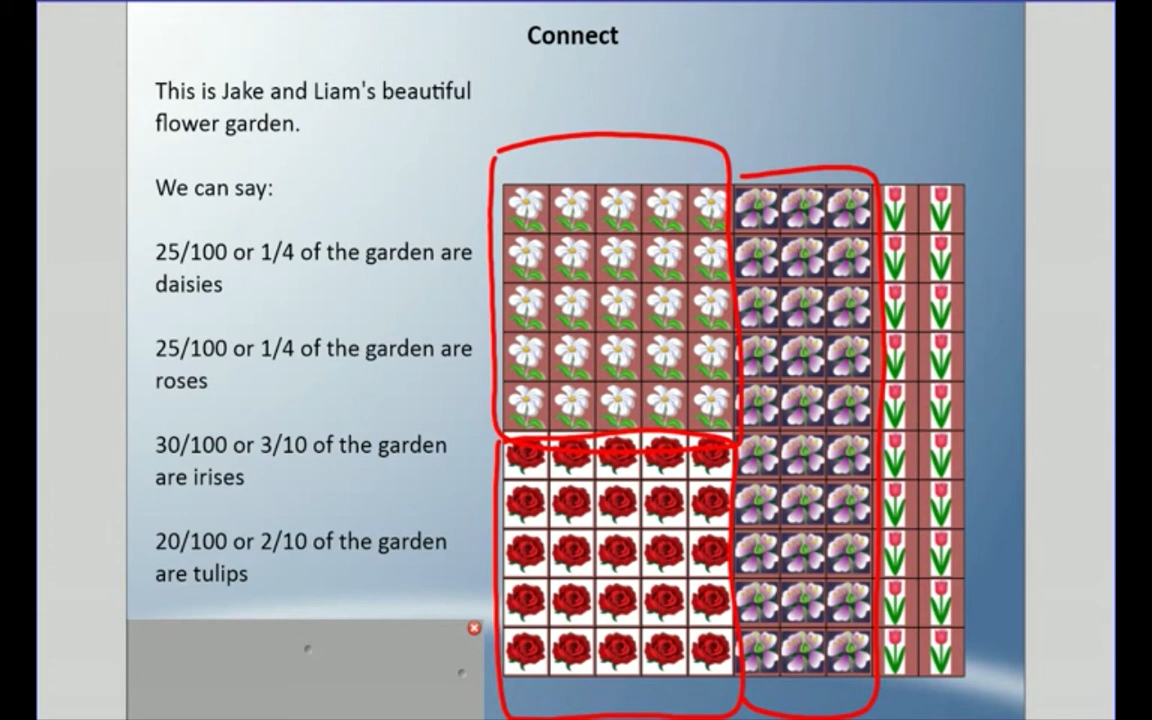 Connect
This is Jake and Liam's beautiful
flower garden.
We can say:
25/100 or 1/4 of the garden are
daisies
25/100 or 1/4 of the garden are
roses
30/100 or 3/10 of the garden
are irises
20/100 or 2/10 of the garden
are tulips